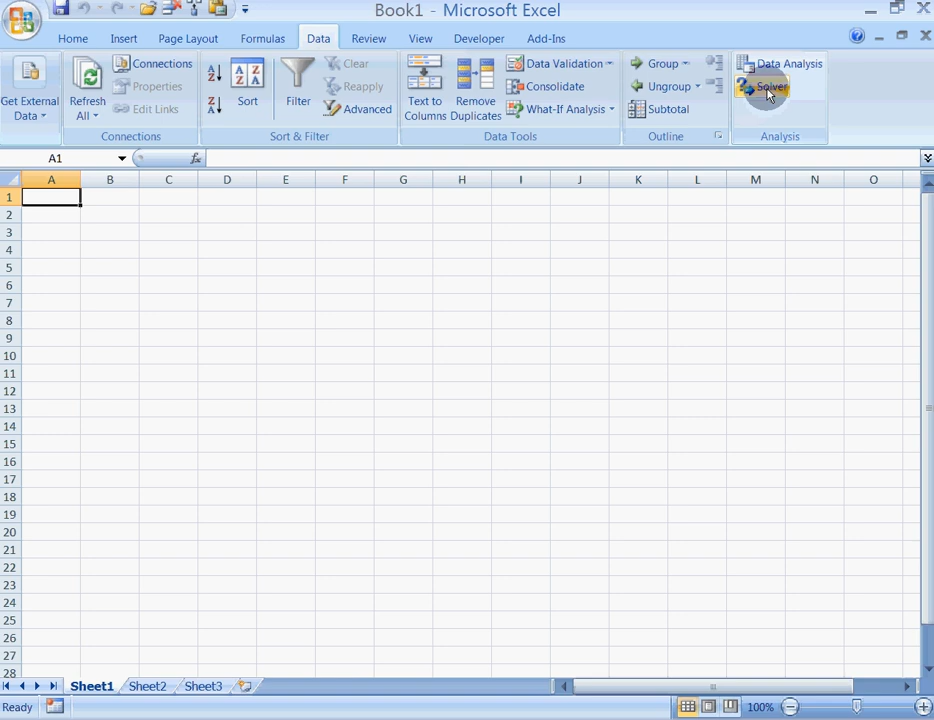 Book1 - Microsoft Excel
Home Insert Page Layout Formulas Data Review View Developer Add-Ins
Get External Data
Refresh All
Connections
Properties
Edit Links
Connections
Sort
Filter
Clear
Reapply
Advanced
Sort & Filter
Text to Columns
Remove Duplicates
Data Validation
Consolidate
What-If Analysis
Data Tools
Group
Ungroup
Subtotal
Outline
Data Analysis
Solver
Analysis
A1 fx
A B C D E F G H I J K L M N O
1
2
3
4
5
6
7
8
9
10
11
12
13
14
15
16
17
18
19
20
21
22
23
24
25
26
27
28
Sheet1 Sheet2 Sheet3
Ready 100%